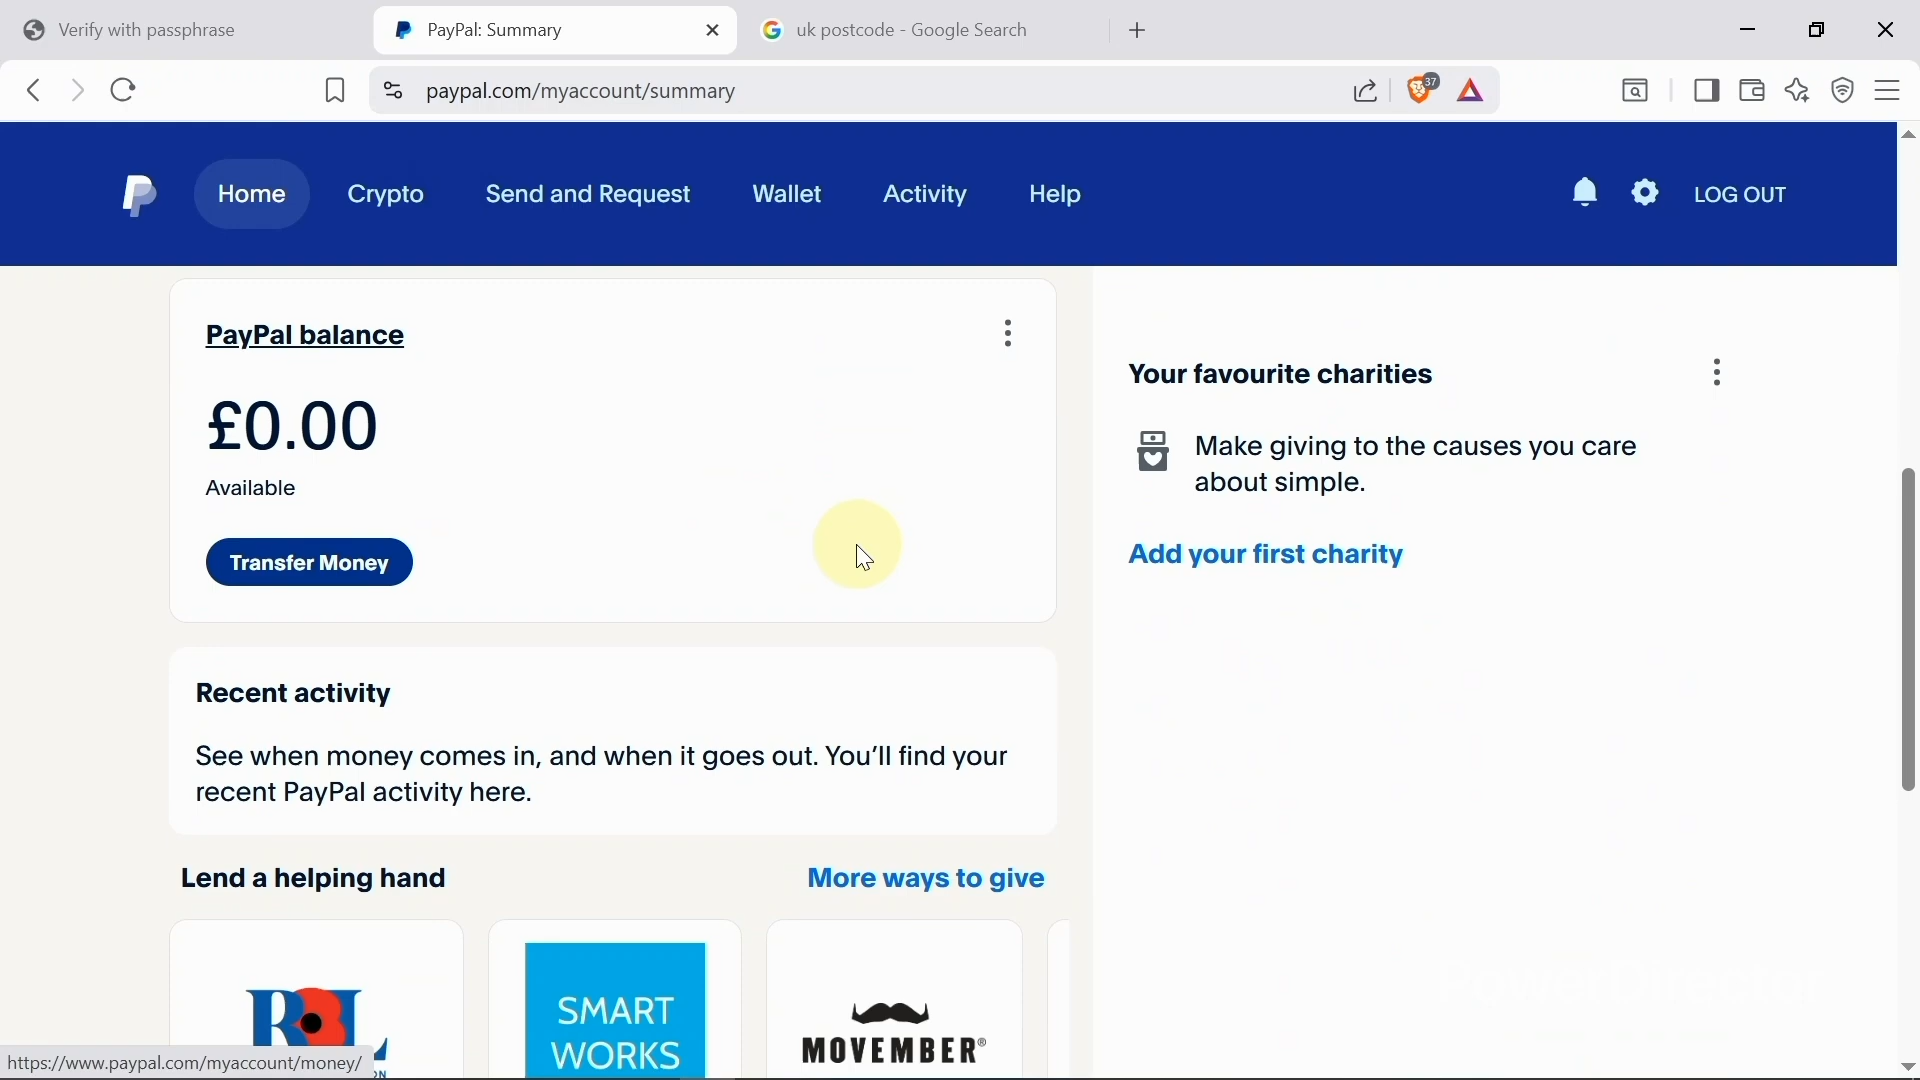 Verify with passphrase
PayPal: Summary
uk postcode - Google Search
paypal.com/myaccount/summary
37
Home
Crypto
Send and Request
Wallet
Activity
Help
LOG OUT
PayPal balance
£0.00
Available
Transfer Money
Your favourite charities
Make giving to the causes you care
about simple.
Add your first charity
Recent activity
See when money comes in, and when it goes out. You'll find your
recent PayPal activity here.
Lend a helping hand
More ways to give
SMART
WORKS
MOVEMBER®
https://www.paypal.com/myaccount/money/